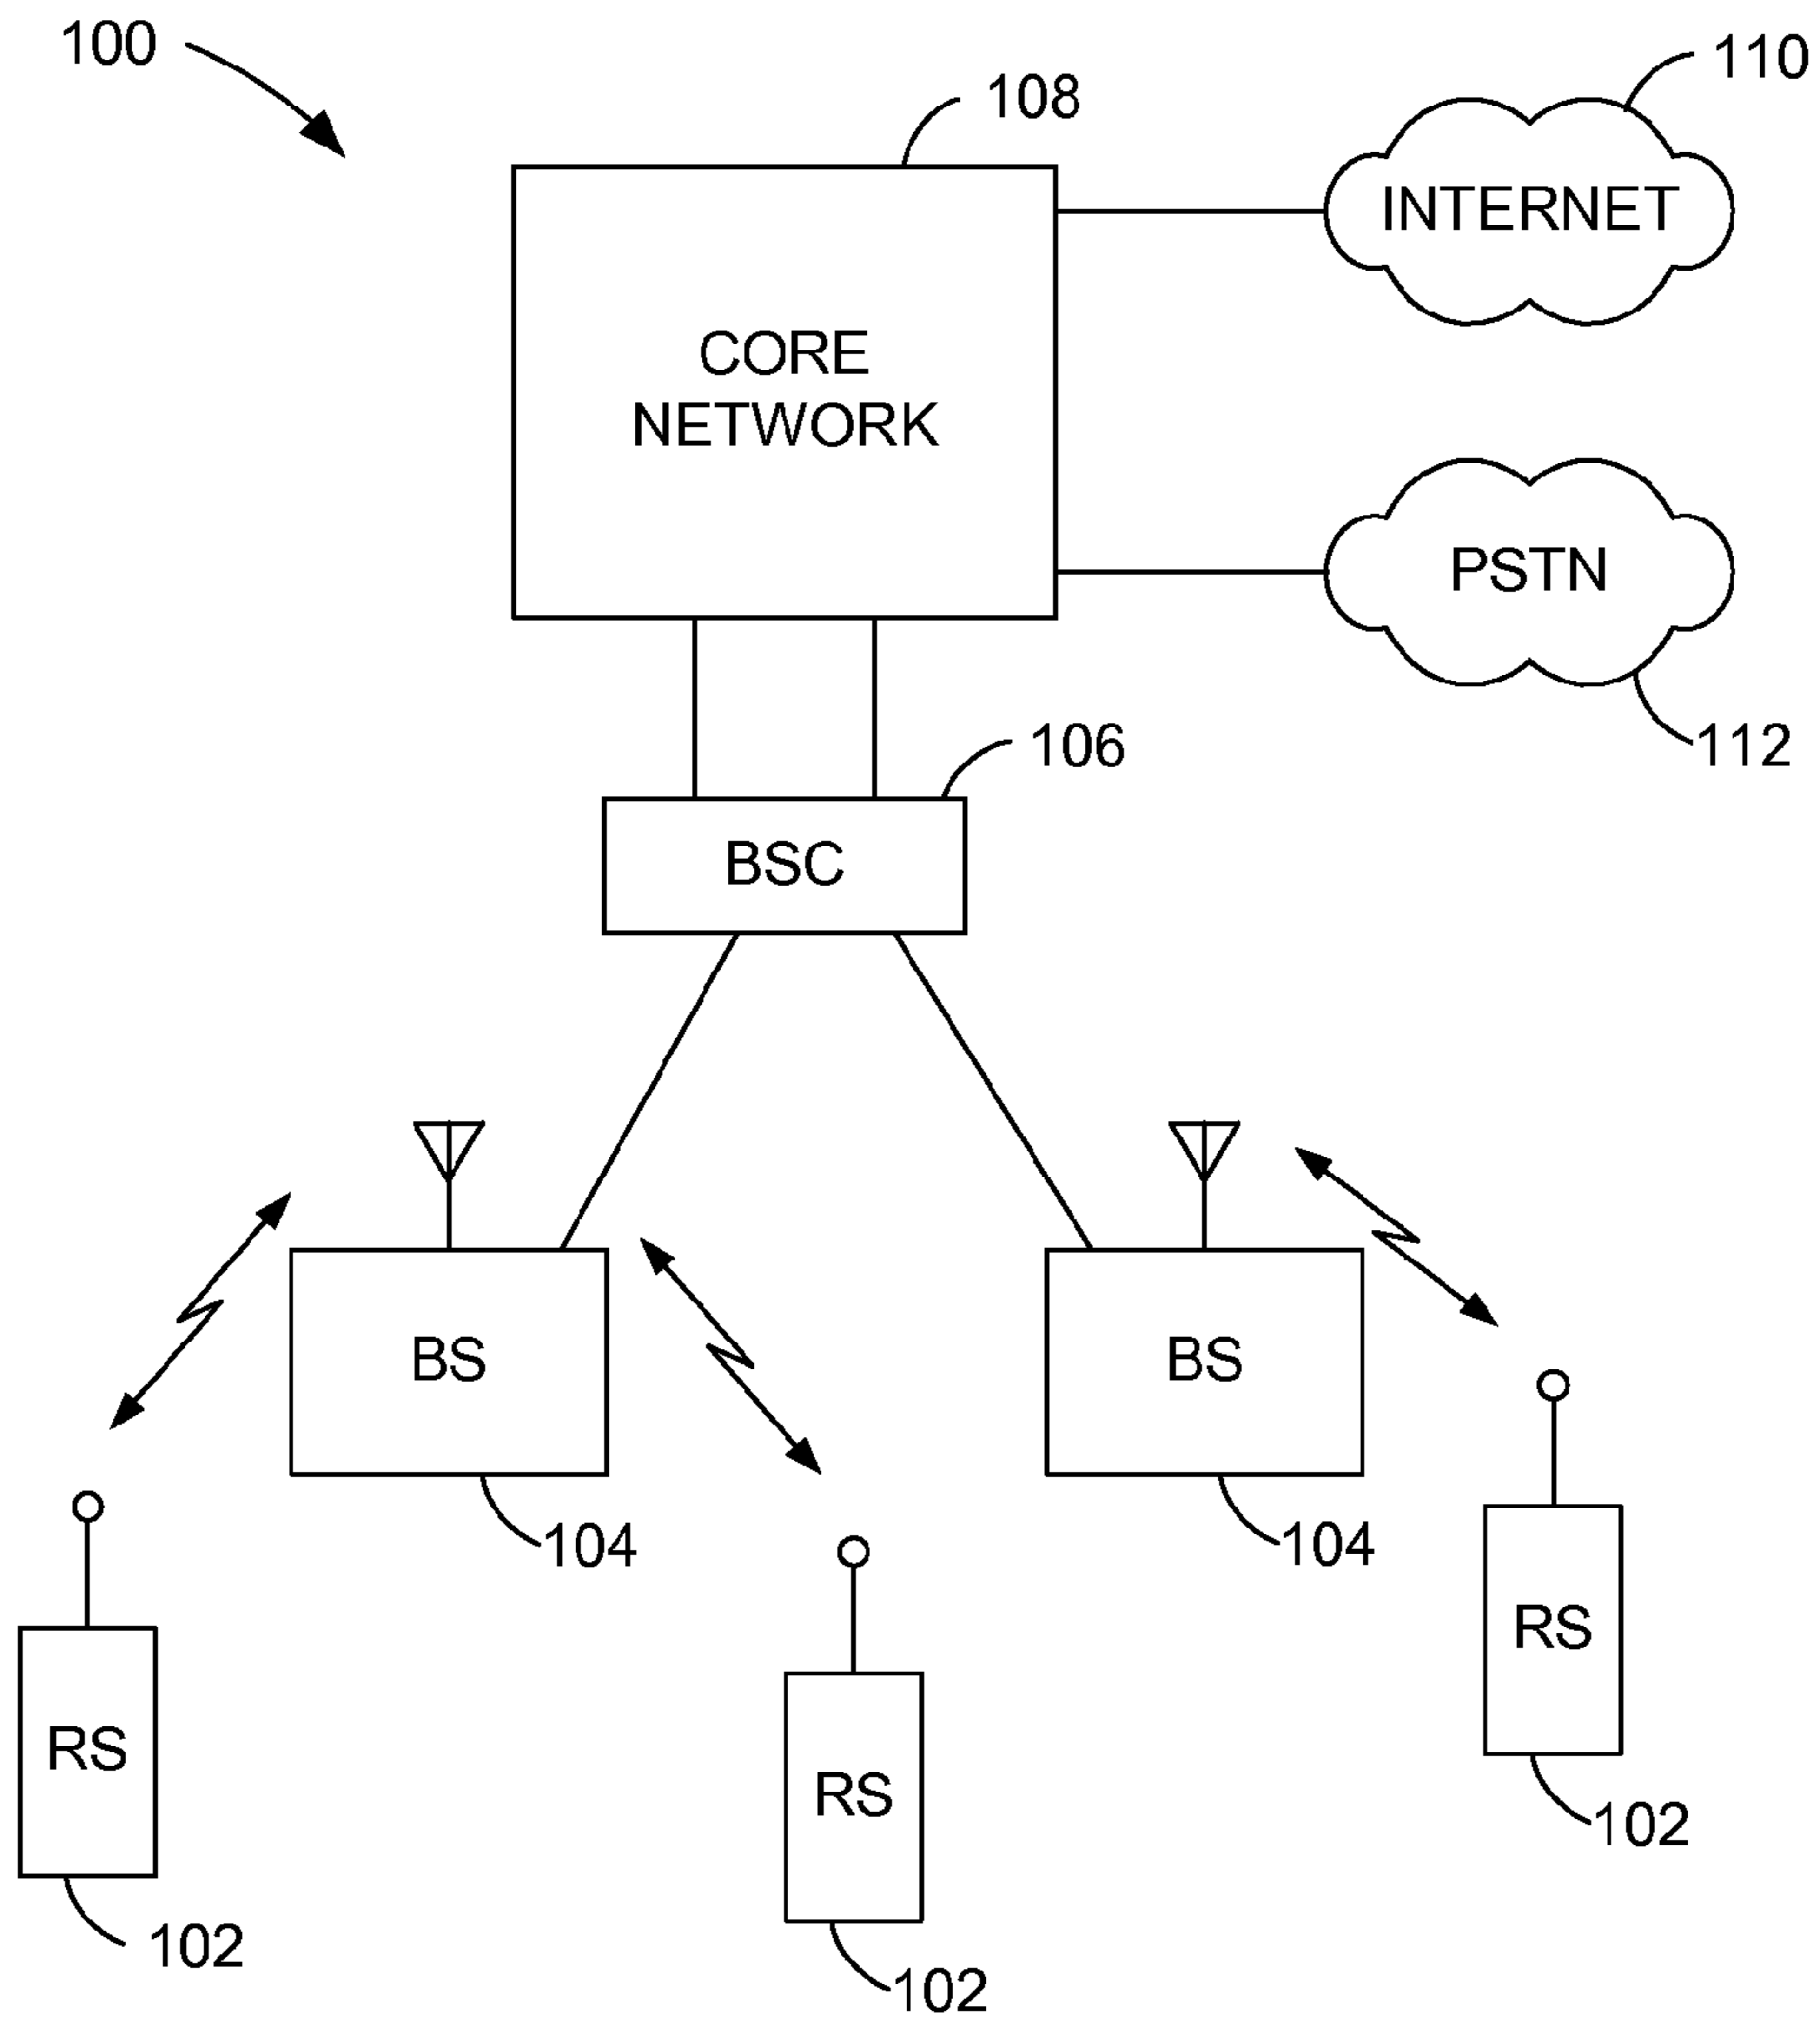 100
108
110
INTERNET
CORE
NETWORK
PSTN
106
112
BSC
BS
BS
104
104
RS
RS
RS
102
102
102